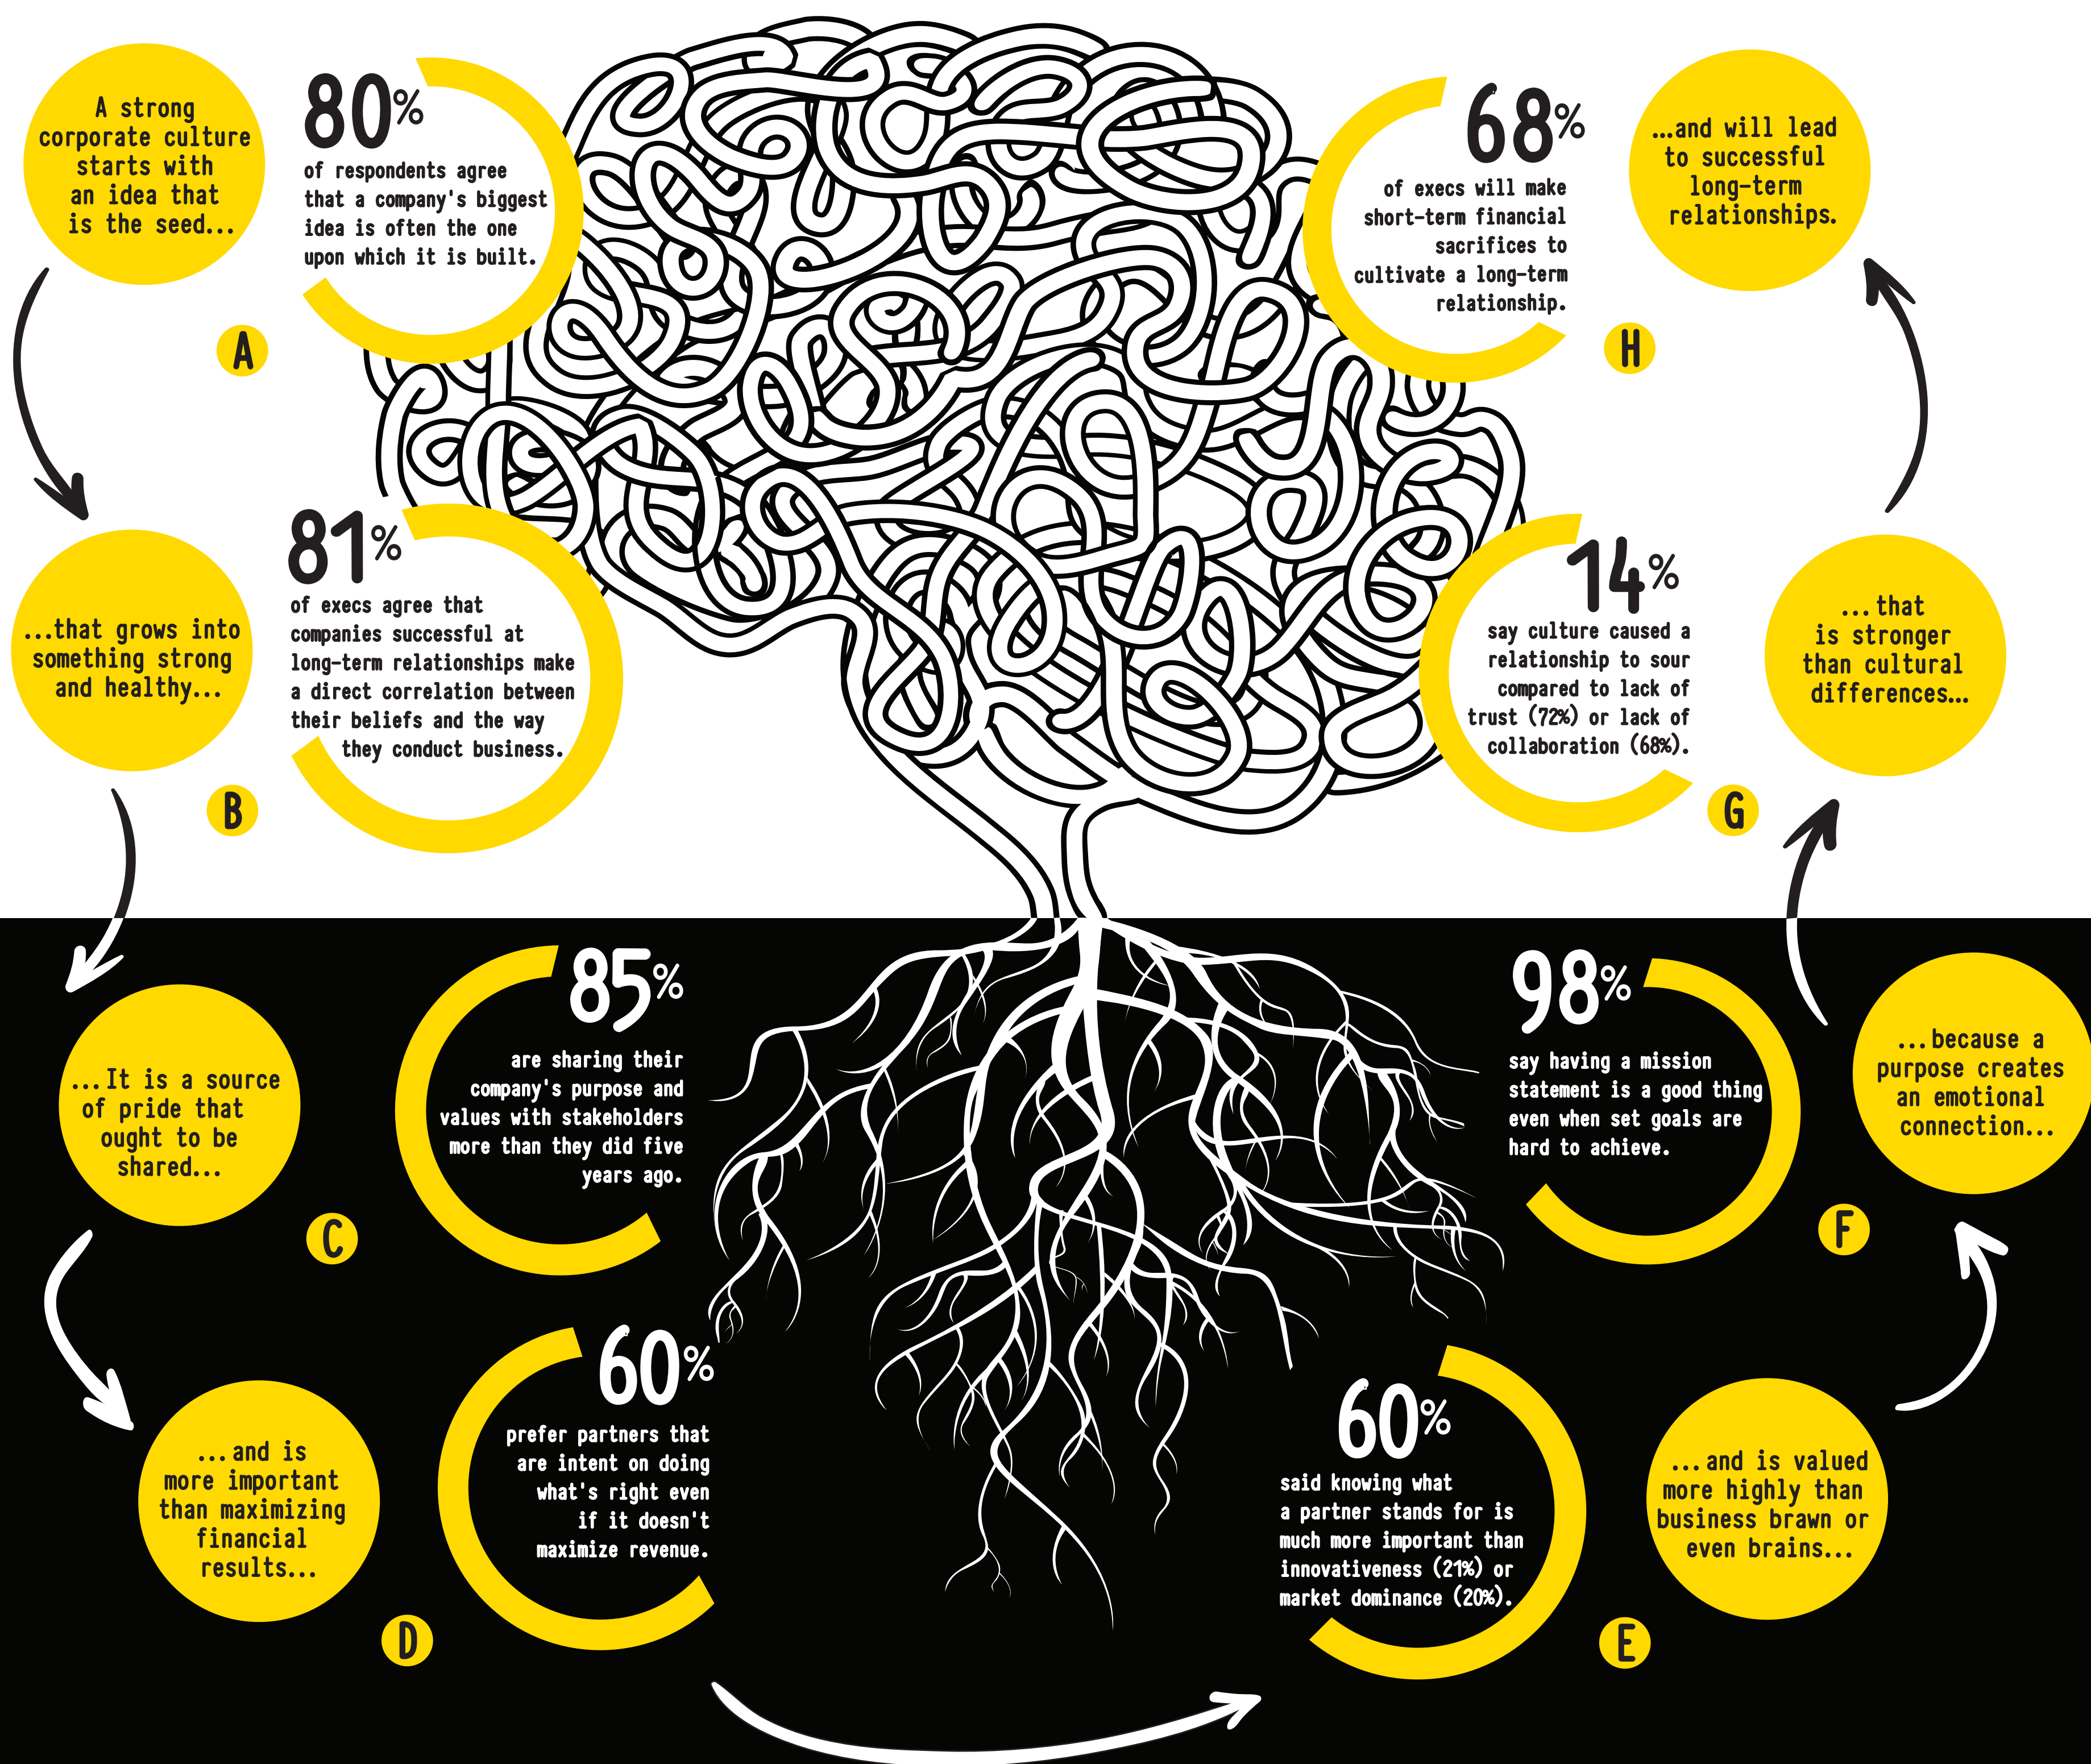 A strong
corporate culture
starts with
an idea that
is the seed...
80%
of respondents agree
that a company's biggest
idea is often the one
upon which it is built.
A
...that grows into
something strong
and healthy...
81%
of execs agree that
companies successful at
long-term relationships make
a direct correlation between
their beliefs and the way
they conduct business.
B
...It is a source
of pride that
ought to be
shared...
85%
are sharing their
company's purpose and
values with stakeholders
more than they did five
years ago.
C
...and is
more important
than maximizing
financial
results...
60%
prefer partners that
are intent on doing
what's right even
if it doesn't
maximize revenue.
D
60%
said knowing what
a partner stands for is
much more important than
innovativeness (21%) or
market dominance (20%).
...and is valued
more highly than
business brawn or
even brains...
E
98%
say having a mission
statement is a good thing
even when set goals are
hard to achieve.
...because a
purpose creates
an emotional
connection...
F
14%
say culture caused a
relationship to sour
compared to lack of
trust (72%) or lack of
collaboration (68%).
...that
is stronger
than cultural
differences...
G
68%
of execs will make
short-term financial
sacrifices to
cultivate a long-term
relationship.
...and will lead
to successful
long-term
relationships.
H